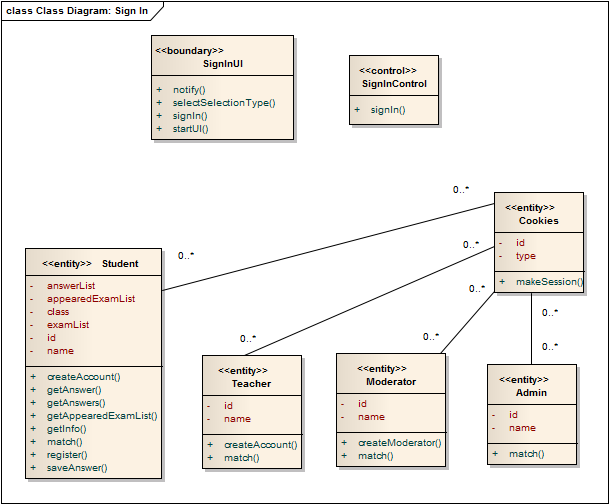 class Class Diagram: Sign In
<<boundary>>
SignInUI
+ notify()
+ selectSelectionType()
+ signIn()
+ startUI()
<<control>>
SignInControl
+ signIn()
0..*
<<entity>>
Cookies
- id
- type
+ makeSession()
0..*
0..*
0..*
0..*
<<entity>> Student
- answerList
- appearedExamList
- class
- examList
- id
- name
+ createAccount()
+ getAnswer()
+ getAnswers()
+ getAppearedExamList()
+ getInfo()
+ match()
+ register()
+ saveAnswer()
0..*
0..*
0..*
<<entity>>
Teacher
- id
- name
+ createAccount()
+ match()
<<entity>>
Moderator
- id
- name
+ createModerator()
+ match()
<<entity>>
Admin
- id
- name
+ match()